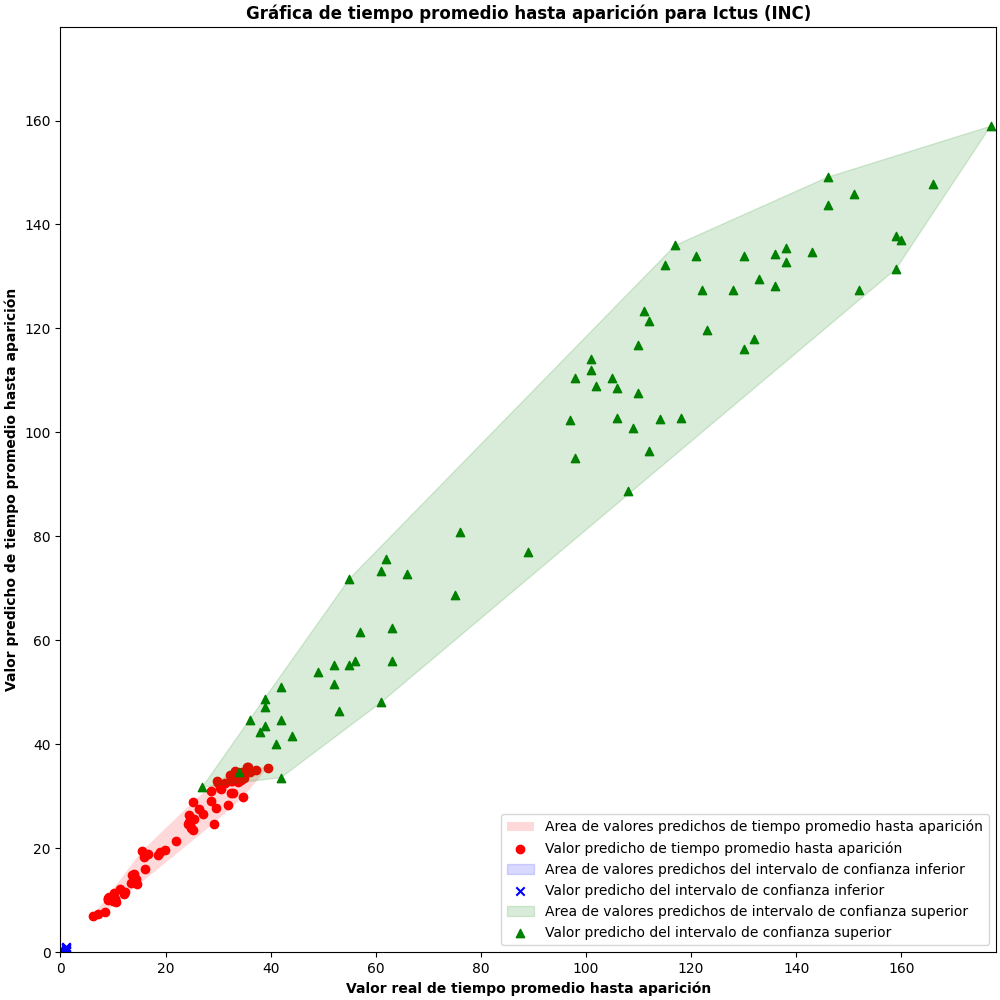 Gráfica de tiempo promedio hasta aparición para Ictus (INC)
Valor predicho de tiempo promedio hasta aparición
160
140
120
100
80
60
40
20
0
0 20 40 60 80 100 120 140 160
Valor real de tiempo promedio hasta aparición
Area de valores predichos de tiempo promedio hasta aparición
Valor predicho de tiempo promedio hasta aparición
Area de valores predichos del intervalo de confianza inferior
Valor predicho del intervalo de confianza inferior
Area de valores predichos de intervalo de confianza superior
Valor predicho del intervalo de confianza superior